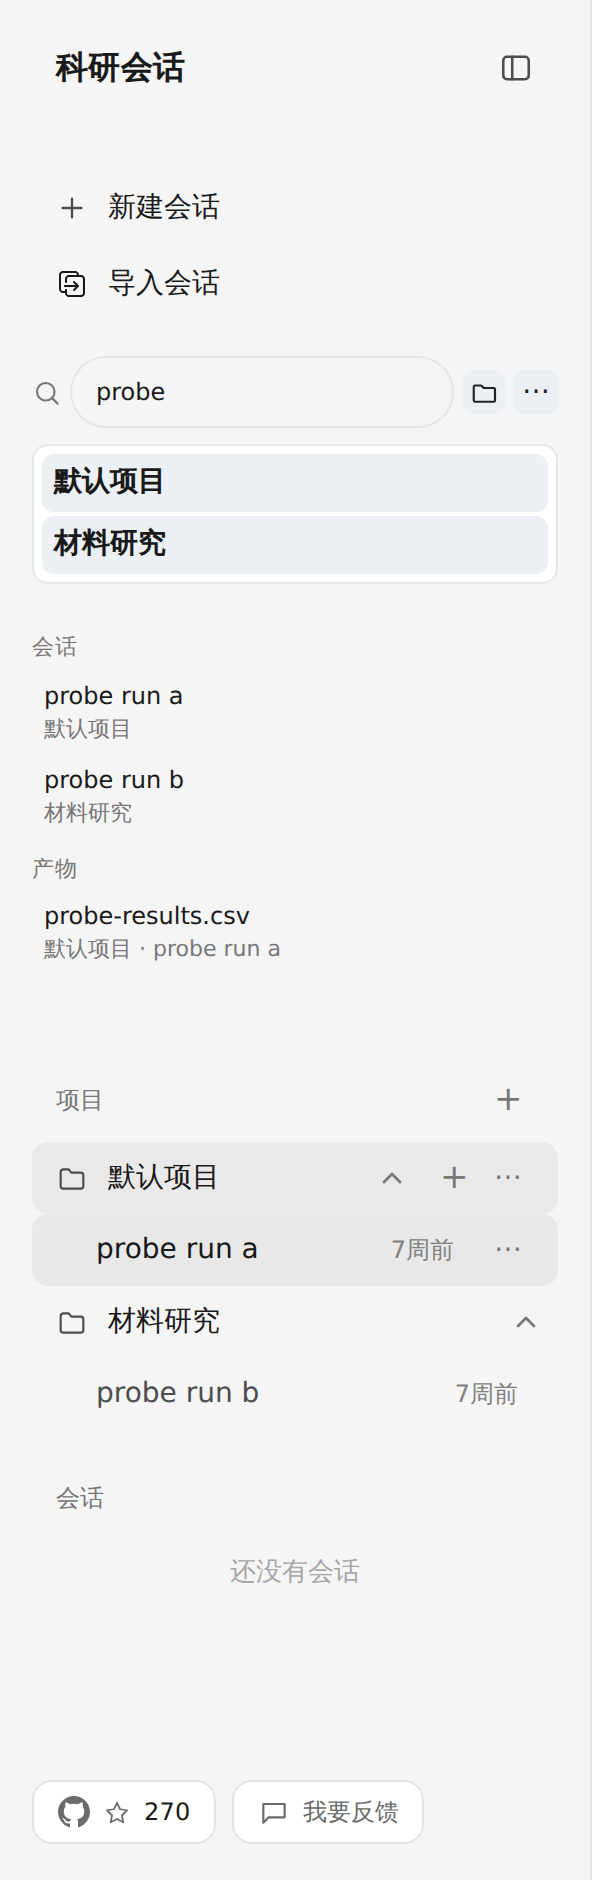 科研会话
新建会话
导入会话
probe
默认项目
材料研究
会话
probe run a
默认项目
probe run b
材料研究
产物
probe-results.csv
默认项目 · probe run a
项目
默认项目
probe run a 7周前
材料研究
probe run b 7周前
会话
还没有会话
270 我要反馈